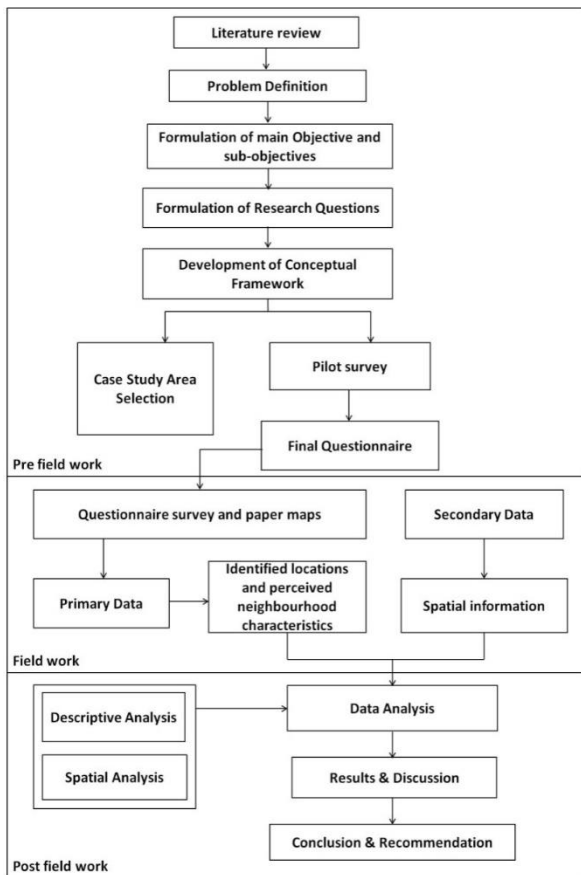 Literature review
Problem Definition
Formulation of main Objective and
sub-objectives
Formulation of Research Questions
Development of Conceptual
Framework
Case Study Area
Selection
Pilot survey
Final Questionnaire
Pre field work
Questionnaire survey and paper maps
Secondary Data
Primary Data
Identified locations
and perceived
neighbourhood
characteristics
Spatial information
Field work
Descriptive Analysis
Spatial Analysis
Data Analysis
Results & Discussion
Conclusion & Recommendation
Post field work